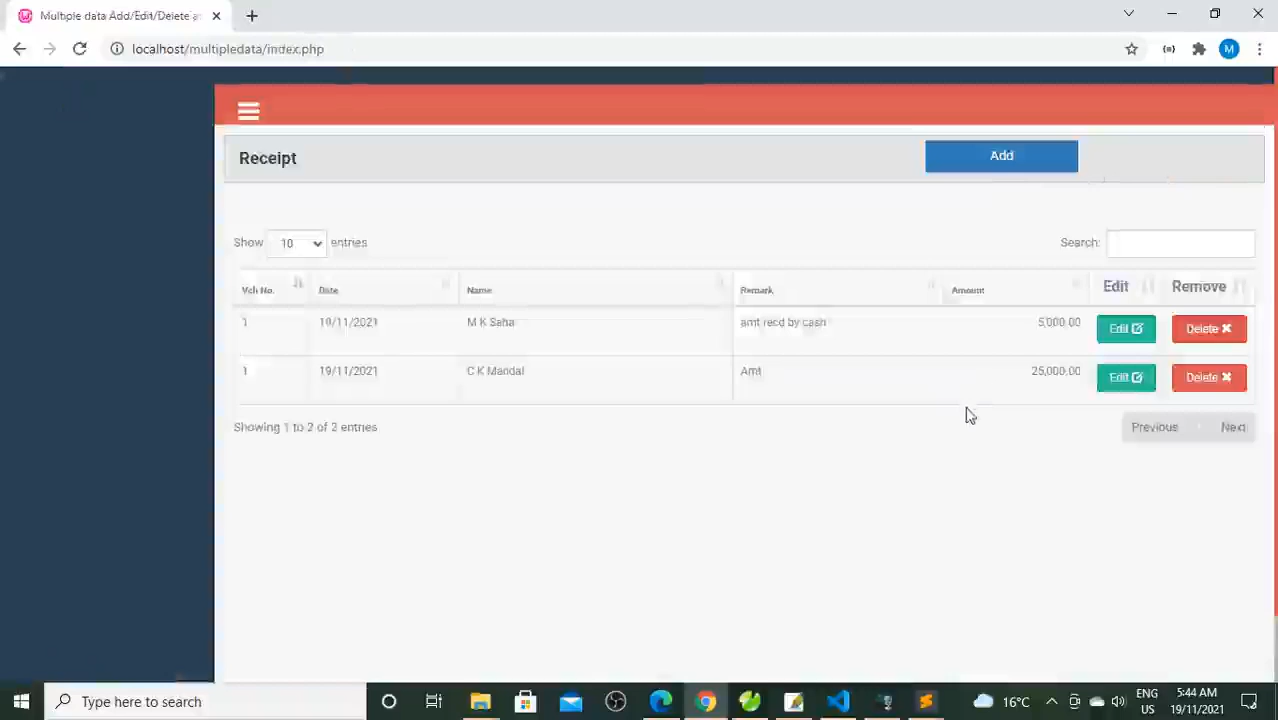 Multiple data Add/Edit/Delete a
localhost/multipledata/index.php
M
Receipt
Add
Show 10 entries
Search:
Vch No. Date Name Remark Amount Edit Remove
1 19/11/2021 M K Saha amt recd by cash 5,000.00 Edit Delete
1 19/11/2021 C K Mandal Amt 25,000.00 Edit Delete
Showing 1 to 2 of 2 entries
Previous Next
Type here to search
16°C
ENG
US
5:44 AM
19/11/2021